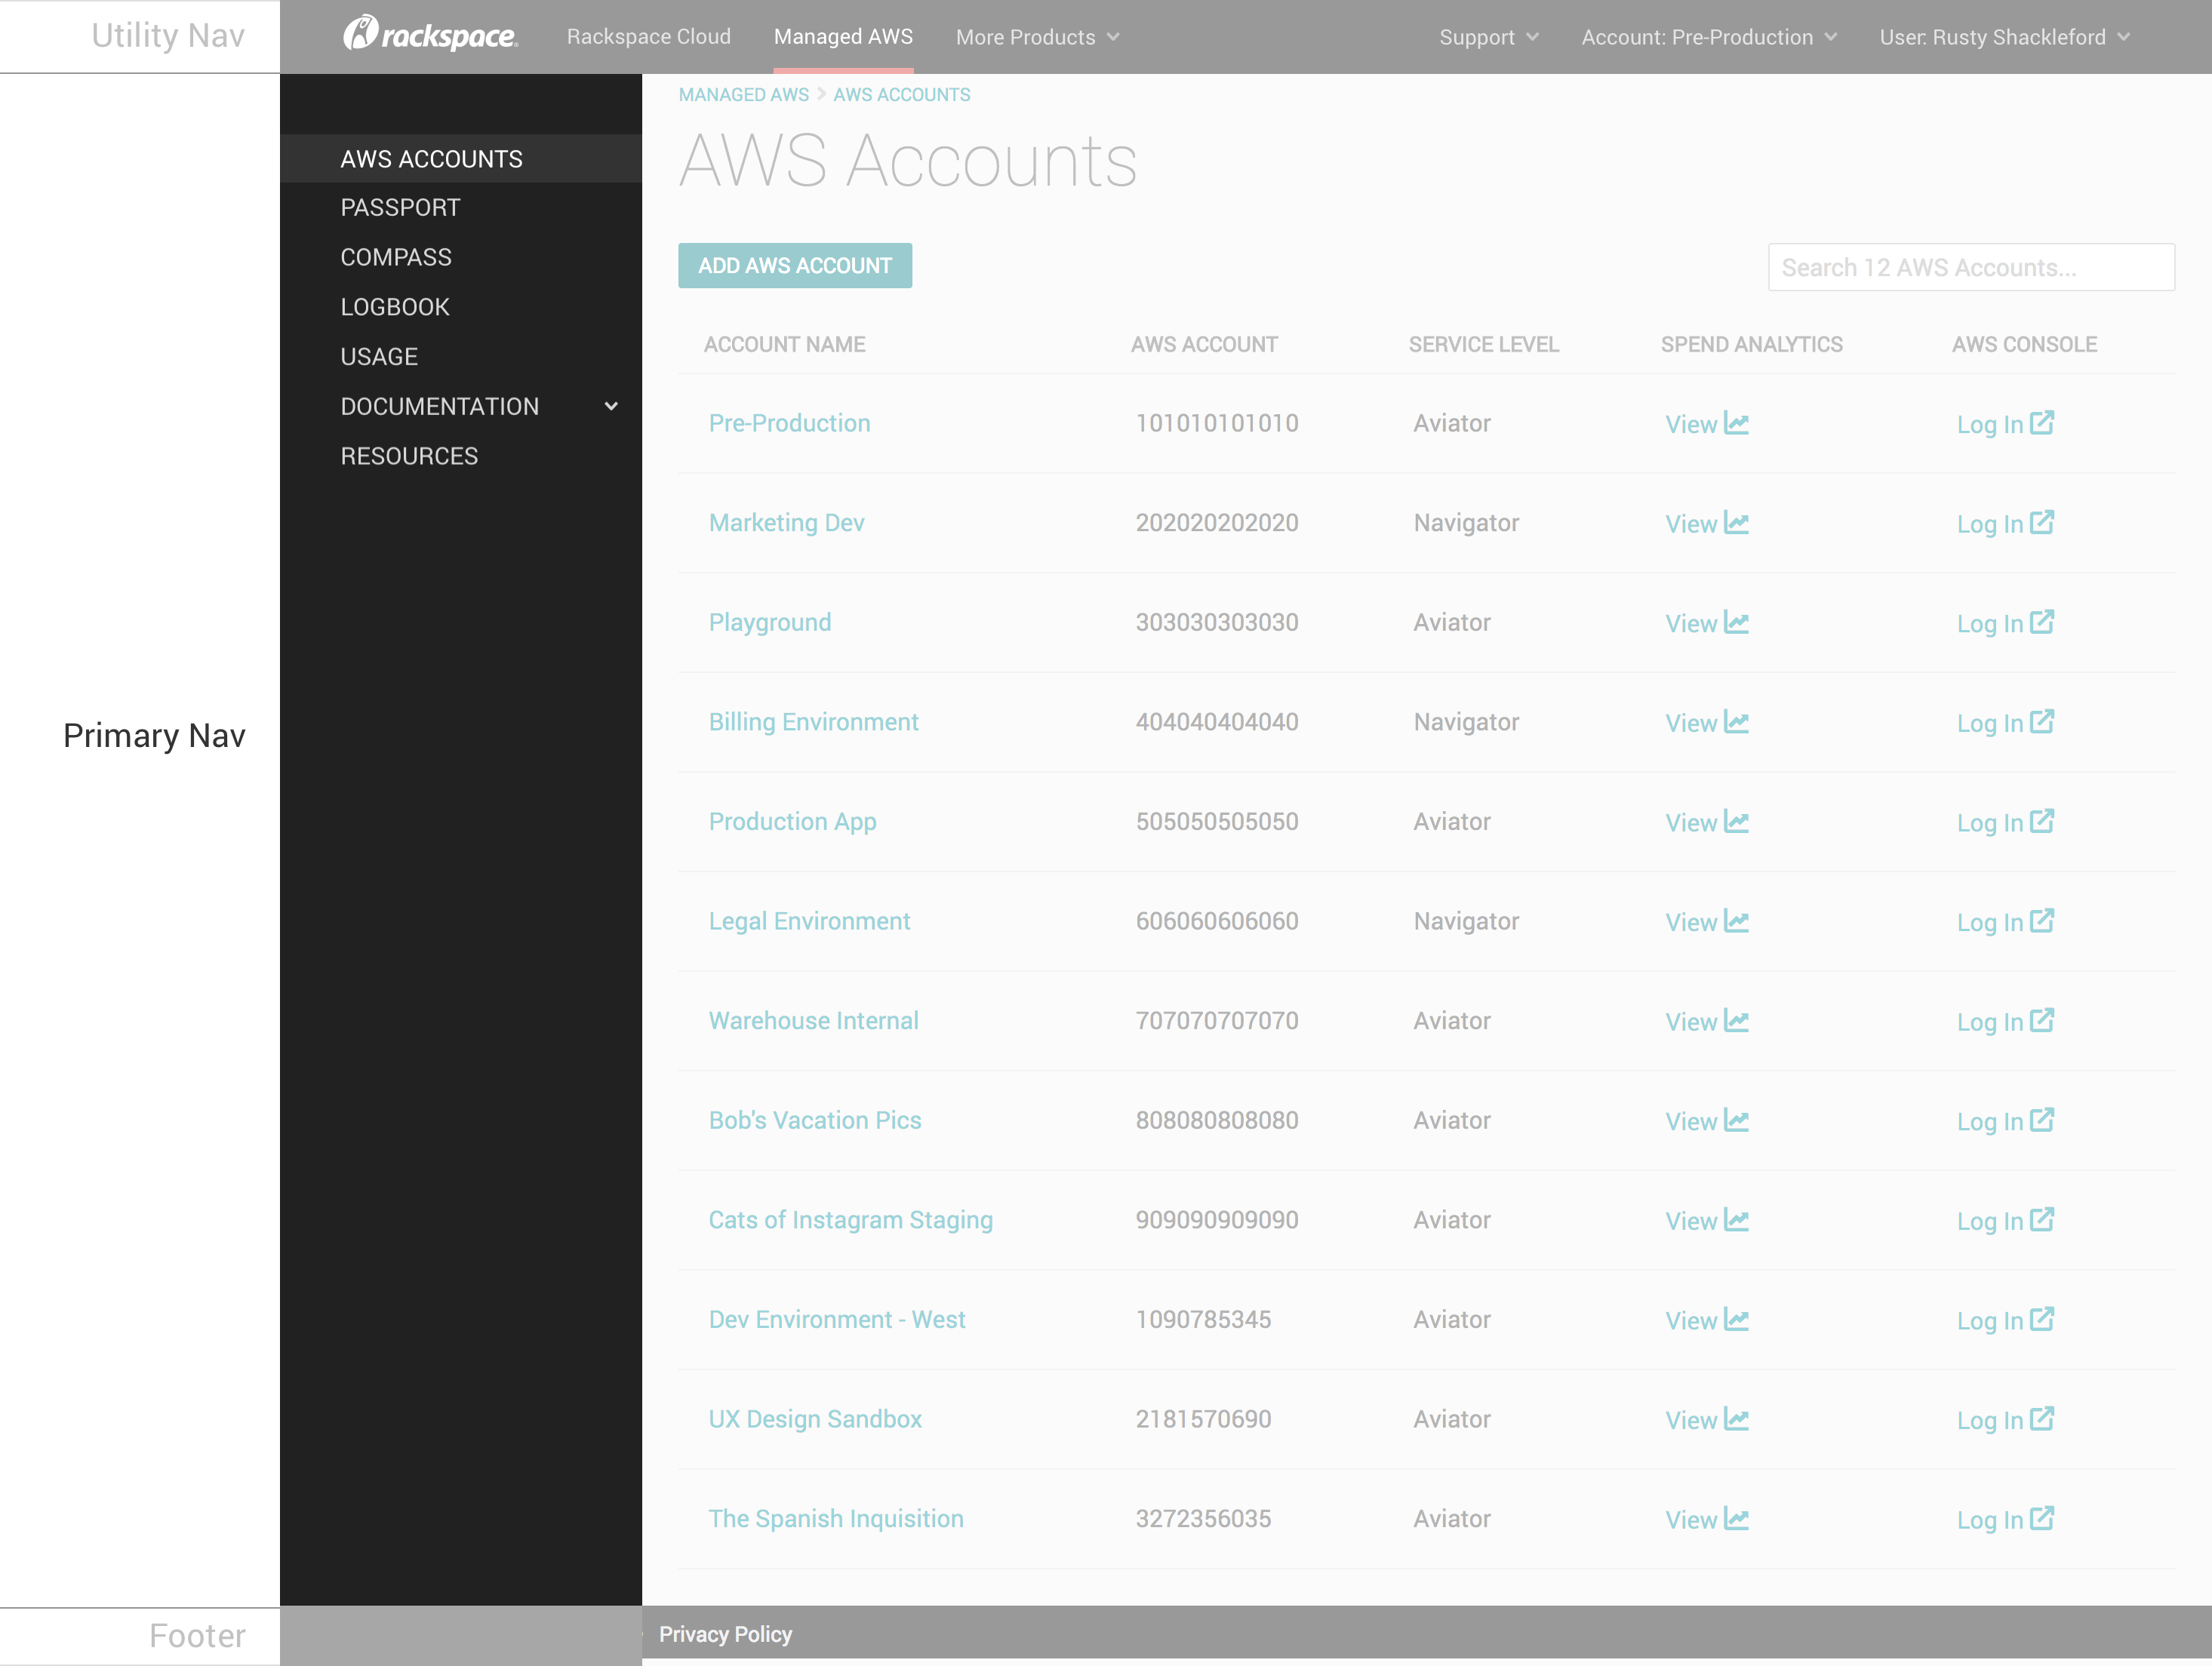 Utility Nav
rackspace
Rackspace Cloud
Managed AWS
More Products
Support
Account: Pre-Production
User: Rusty Shackleford
Primary Nav
AWS ACCOUNTS
PASSPORT
COMPASS
LOGBOOK
USAGE
DOCUMENTATION
RESOURCES
MANAGED AWS > AWS ACCOUNTS
AWS Accounts
ADD AWS ACCOUNT
Search 12 AWS Accounts...
ACCOUNT NAME AWS ACCOUNT SERVICE LEVEL SPEND ANALYTICS AWS CONSOLE
Pre-Production 101010101010 Aviator View Log In
Marketing Dev 202020202020 Navigator View Log In
Playground 303030303030 Aviator View Log In
Billing Environment 404040404040 Navigator View Log In
Production App 505050505050 Aviator View Log In
Legal Environment 606060606060 Navigator View Log In
Warehouse Internal 707070707070 Aviator View Log In
Bob's Vacation Pics 808080808080 Aviator View Log In
Cats of Instagram Staging 909090909090 Aviator View Log In
Dev Environment - West 1090785345 Aviator View Log In
UX Design Sandbox 2181570690 Aviator View Log In
The Spanish Inquisition 3272356035 Aviator View Log In
Footer
Privacy Policy